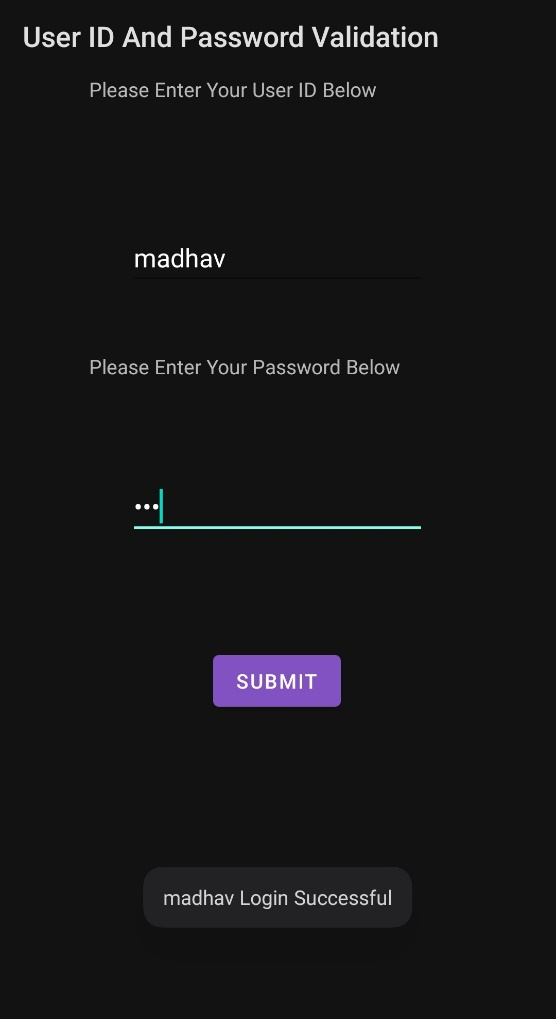 User ID And Password Validation
Please Enter Your User ID Below
madhav
Please Enter Your Password Below
•••
SUBMIT
madhav Login Successful